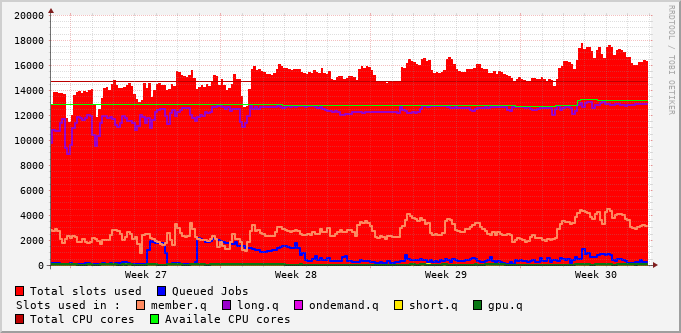 20000
18000
16000
14000
12000
10000
8000
6000
4000
2000
0
Week 27 Week 28 Week 29 Week 30
RRDTOOL / TOBI OETIKER
Total slots used Queued Jobs
Slots used in : member.q long.q ondemand.q short.q gpu.q
Total CPU cores Availale CPU cores